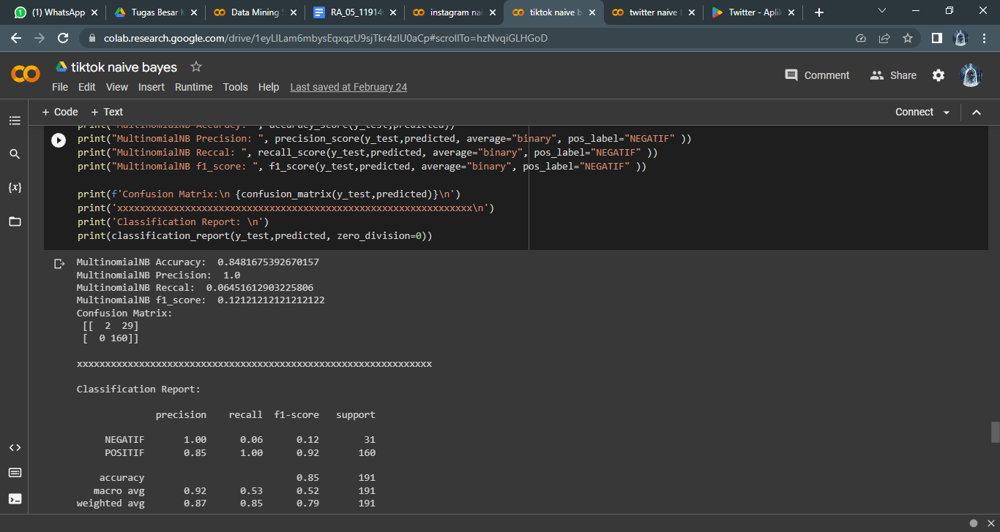 (1) WhatsApp
Tugas Besar
Data Mining
RA_05_11914
instagram nai
tiktok naive b
twitter naive
Twitter - Aplik
colab.research.google.com/drive/1eyLlLam6mbysEqxqzU9sjTkr4zlU0aCp#scrollTo=hzNvqiGLHGoD
tiktok naive bayes
Comment
Share
File Edit View Insert Runtime Tools Help Last saved at February 24
+ Code + Text
Connect
print("MultinomialNB Accuracy: ", accuracy_score(y_test,predicted))
print("MultinomialNB Precision: ", precision_score(y_test,predicted, average="binary", pos_label="NEGATIF" ))
print("MultinomialNB Reccal: ", recall_score(y_test,predicted, average="binary", pos_label="NEGATIF" ))
print("MultinomialNB f1_score: ", f1_score(y_test,predicted, average="binary", pos_label="NEGATIF" ))
print(f'Confusion Matrix:\n {confusion_matrix(y_test,predicted)}\n')
print('xxxxxxxxxxxxxxxxxxxxxxxxxxxxxxxxxxxxxxxxxxxxxxxxxxxxxxxxxxxxxxx\n')
print('Classification Report: \n')
print(classification_report(y_test,predicted, zero_division=0))
MultinomialNB Accuracy:  0.8481675392670157
MultinomialNB Precision:  1.0
MultinomialNB Reccal:  0.06451612903225806
MultinomialNB f1_score:  0.12121212121212122
Confusion Matrix:
[[  2  29]
[  0 160]]
xxxxxxxxxxxxxxxxxxxxxxxxxxxxxxxxxxxxxxxxxxxxxxxxxxxxxxxxxxxxxxx
Classification Report:
precision recall f1-score support
NEGATIF 1.00 0.06 0.12 31
POSITIF 0.85 1.00 0.92 160
accuracy 0.85 191
macro avg 0.92 0.53 0.52 191
weighted avg 0.87 0.85 0.79 191